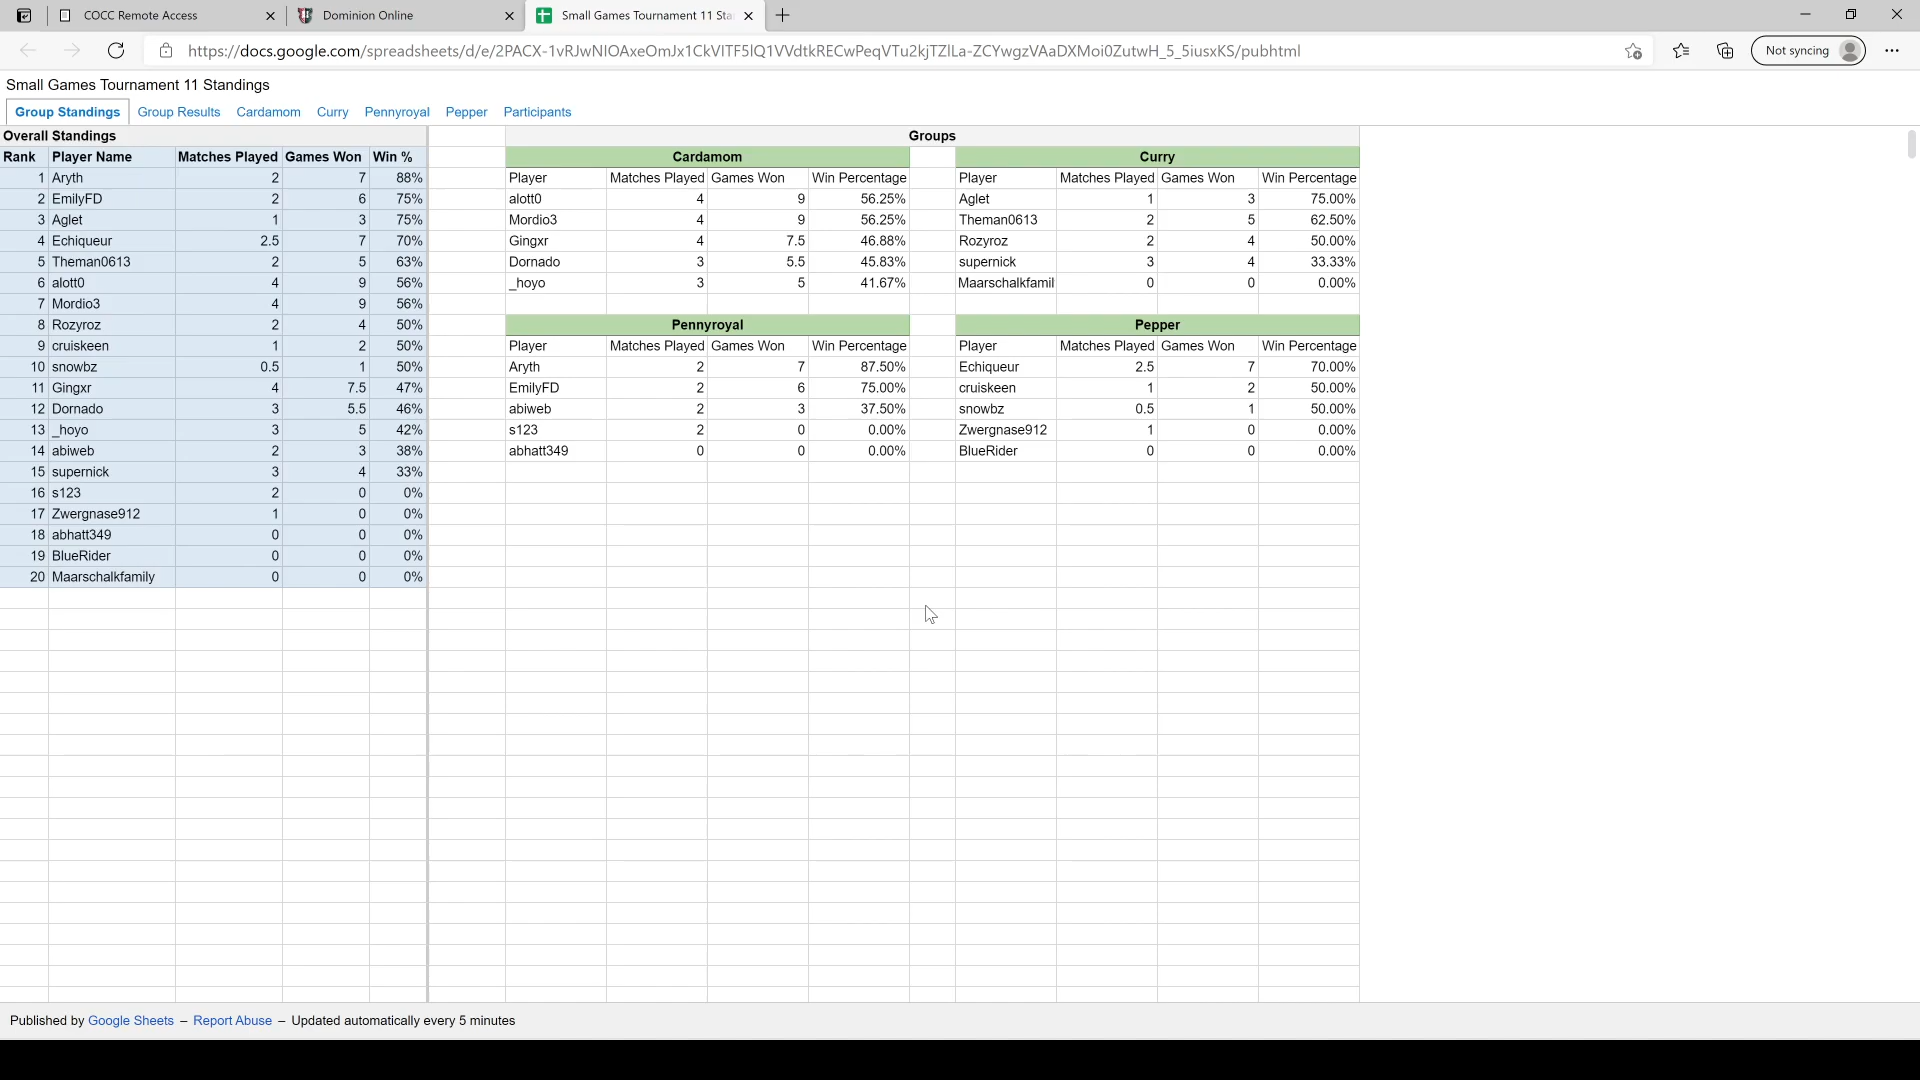 COCC Remote Access
Dominion Online
Small Games Tournament 11 Sta
https://docs.google.com/spreadsheets/d/e/2PACX-1vRJwNIOAxeOmJx1CkVITF5lQ1VVdtkRECwPeqVTu2kjTZlLa-ZCYwgzVAaDXMoi0ZutwH_5_5iusxKS/pubhtml
Not syncing
Small Games Tournament 11 Standings
Group Standings Group Results Cardamom Curry Pennyroyal Pepper Participants
Overall Standings
Rank Player Name Matches Played Games Won Win %
1 Aryth 2 7 88%
2 EmilyFD 2 6 75%
3 Aglet 1 3 75%
4 Echiqueur 2.5 7 70%
5 Theman0613 2 5 63%
6 alott0 4 9 56%
7 Mordio3 4 9 56%
8 Rozyroz 2 4 50%
9 cruiskeen 1 2 50%
10 snowbz 0.5 1 50%
11 Gingxr 4 7.5 47%
12 Dornado 3 5.5 46%
13 _hoyo 3 5 42%
14 abiweb 2 3 38%
15 supernick 3 4 33%
16 s123 2 0 0%
17 Zwergnase912 1 0 0%
18 abhatt349 0 0 0%
19 BlueRider 0 0 0%
20 Maarschalkfamily 0 0 0%
Groups
Cardamom
Player Matches Played Games Won Win Percentage
alott0 4 9 56.25%
Mordio3 4 9 56.25%
Gingxr 4 7.5 46.88%
Dornado 3 5.5 45.83%
_hoyo 3 5 41.67%
Curry
Player Matches Played Games Won Win Percentage
Aglet 1 3 75.00%
Theman0613 2 5 62.50%
Rozyroz 2 4 50.00%
supernick 3 4 33.33%
Maarschalkfamil 0 0 0.00%
Pennyroyal
Player Matches Played Games Won Win Percentage
Aryth 2 7 87.50%
EmilyFD 2 6 75.00%
abiweb 2 3 37.50%
s123 2 0 0.00%
abhatt349 0 0 0.00%
Pepper
Player Matches Played Games Won Win Percentage
Echiqueur 2.5 7 70.00%
cruiskeen 1 2 50.00%
snowbz 0.5 1 50.00%
Zwergnase912 1 0 0.00%
BlueRider 0 0 0.00%
Published by Google Sheets – Report Abuse – Updated automatically every 5 minutes